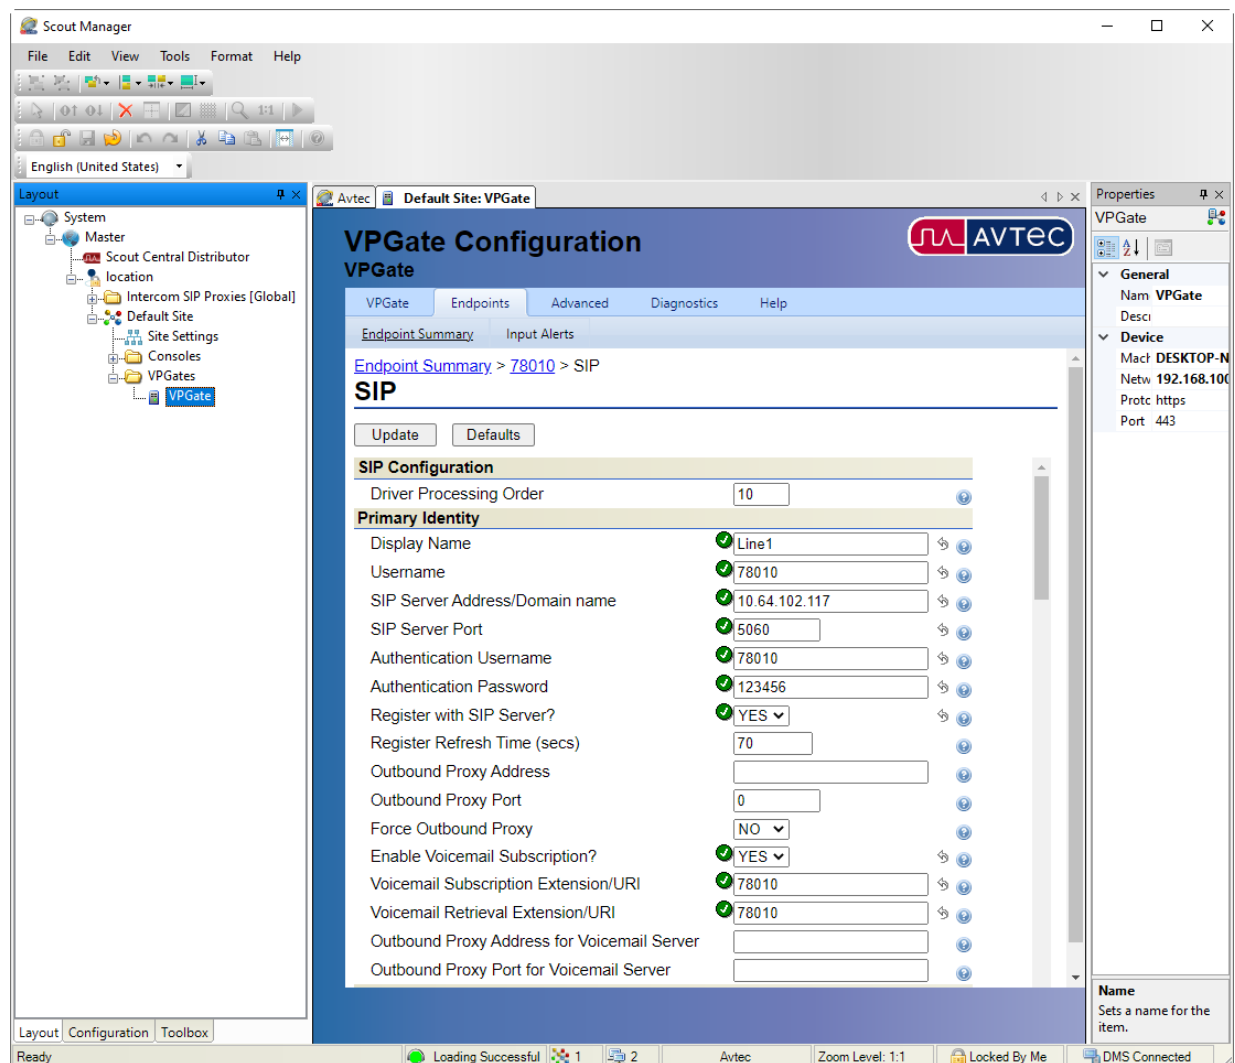 Scout Manager
File Edit View Tools Format Help
1:1
English (United States)
Layout
System
Master
Scout Central Distributor
location
Intercom SIP Proxies [Global]
Default Site
Site Settings
Consoles
VPGates
VPGate
Layout Configuration Toolbox
Avtec Default Site: VPGate
VPGate Configuration
VPGate
AVTEC
VPGate Endpoints Advanced Diagnostics Help
Endpoint Summary Input Alerts
Endpoint Summary > 78010 > SIP
SIP
Update Defaults
SIP Configuration
Driver Processing Order 10
Primary Identity
Display Name Line1
Username 78010
SIP Server Address/Domain name 10.64.102.117
SIP Server Port 5060
Authentication Username 78010
Authentication Password 123456
Register with SIP Server? YES
Register Refresh Time (secs) 70
Outbound Proxy Address
Outbound Proxy Port 0
Force Outbound Proxy NO
Enable Voicemail Subscription? YES
Voicemail Subscription Extension/URI 78010
Voicemail Retrieval Extension/URI 78010
Outbound Proxy Address for Voicemail Server
Outbound Proxy Port for Voicemail Server
Properties
VPGate
General
Nam VPGate
Descr
Device
Mach DESKTOP-N
Netw 192.168.100
Proto https
Port 443
Name
Sets a name for the
item.
Ready Loading Successful 1 2 Avtec Zoom Level: 1:1 Locked By Me DMS Connected